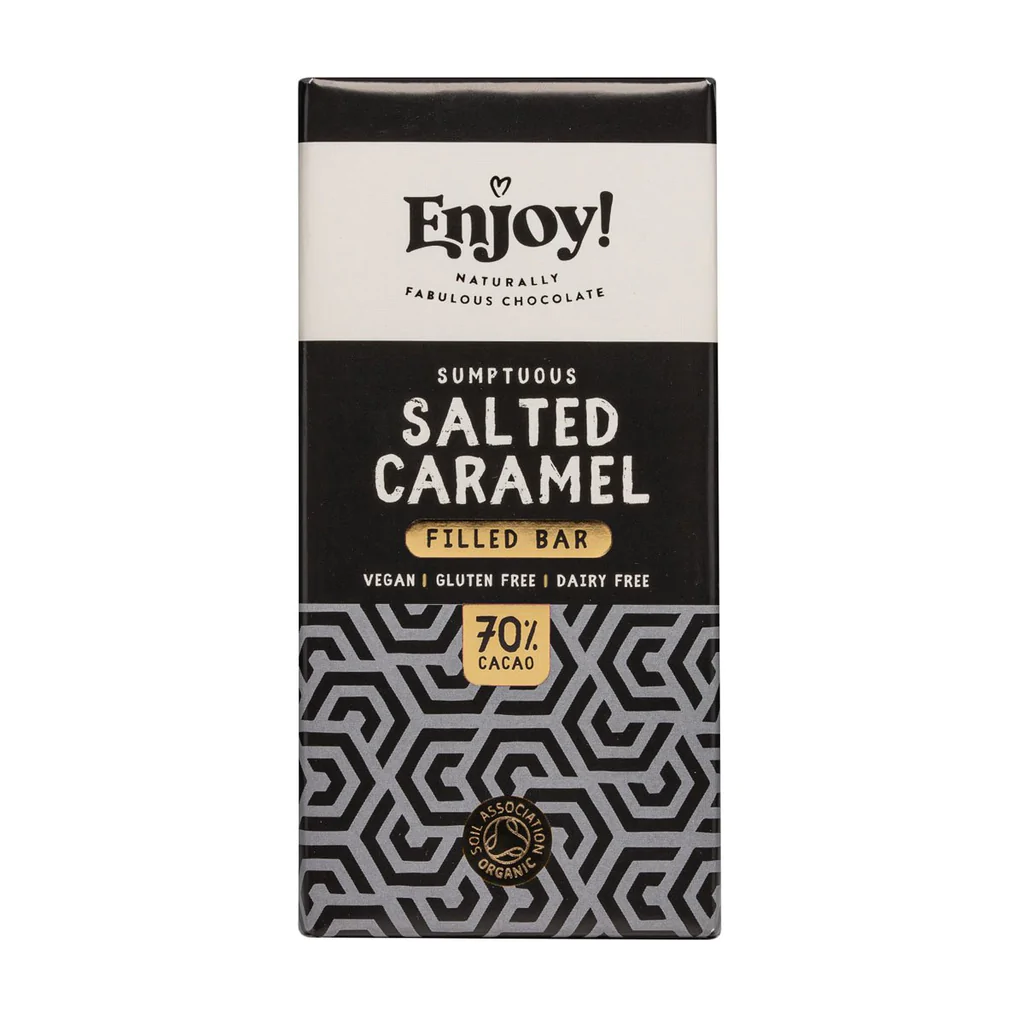 Enjoy!
NATURALLY
FABULOUS CHOCOLATE
SUMPTUOUS
SALTED
CARAMEL
FILLED BAR
VEGAN | GLUTEN FREE | DAIRY FREE
70%
CACAO
SOIL ASSOCIATION
ORGANIC